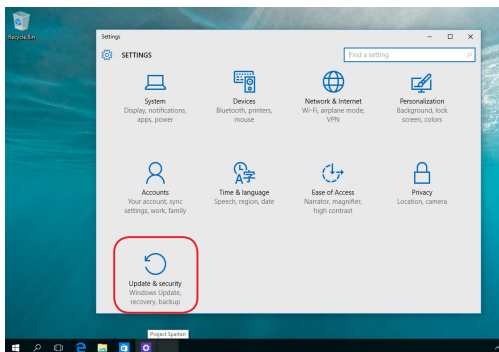 Recycle Bin
Settings
SETTINGS
Find a setting
System
Display, notifications,
apps, power
Devices
Bluetooth, printers,
mouse
Network & Internet
Wi-Fi, airplane mode,
VPN
Personalization
Background, lock
screen, colors
Accounts
Your account, sync
settings, work, family
Time & language
Speech, region, date
Ease of Access
Narrator, magnifier,
high contrast
Privacy
Location, camera
Update & security
Windows Update,
recovery, backup
Project Spartan